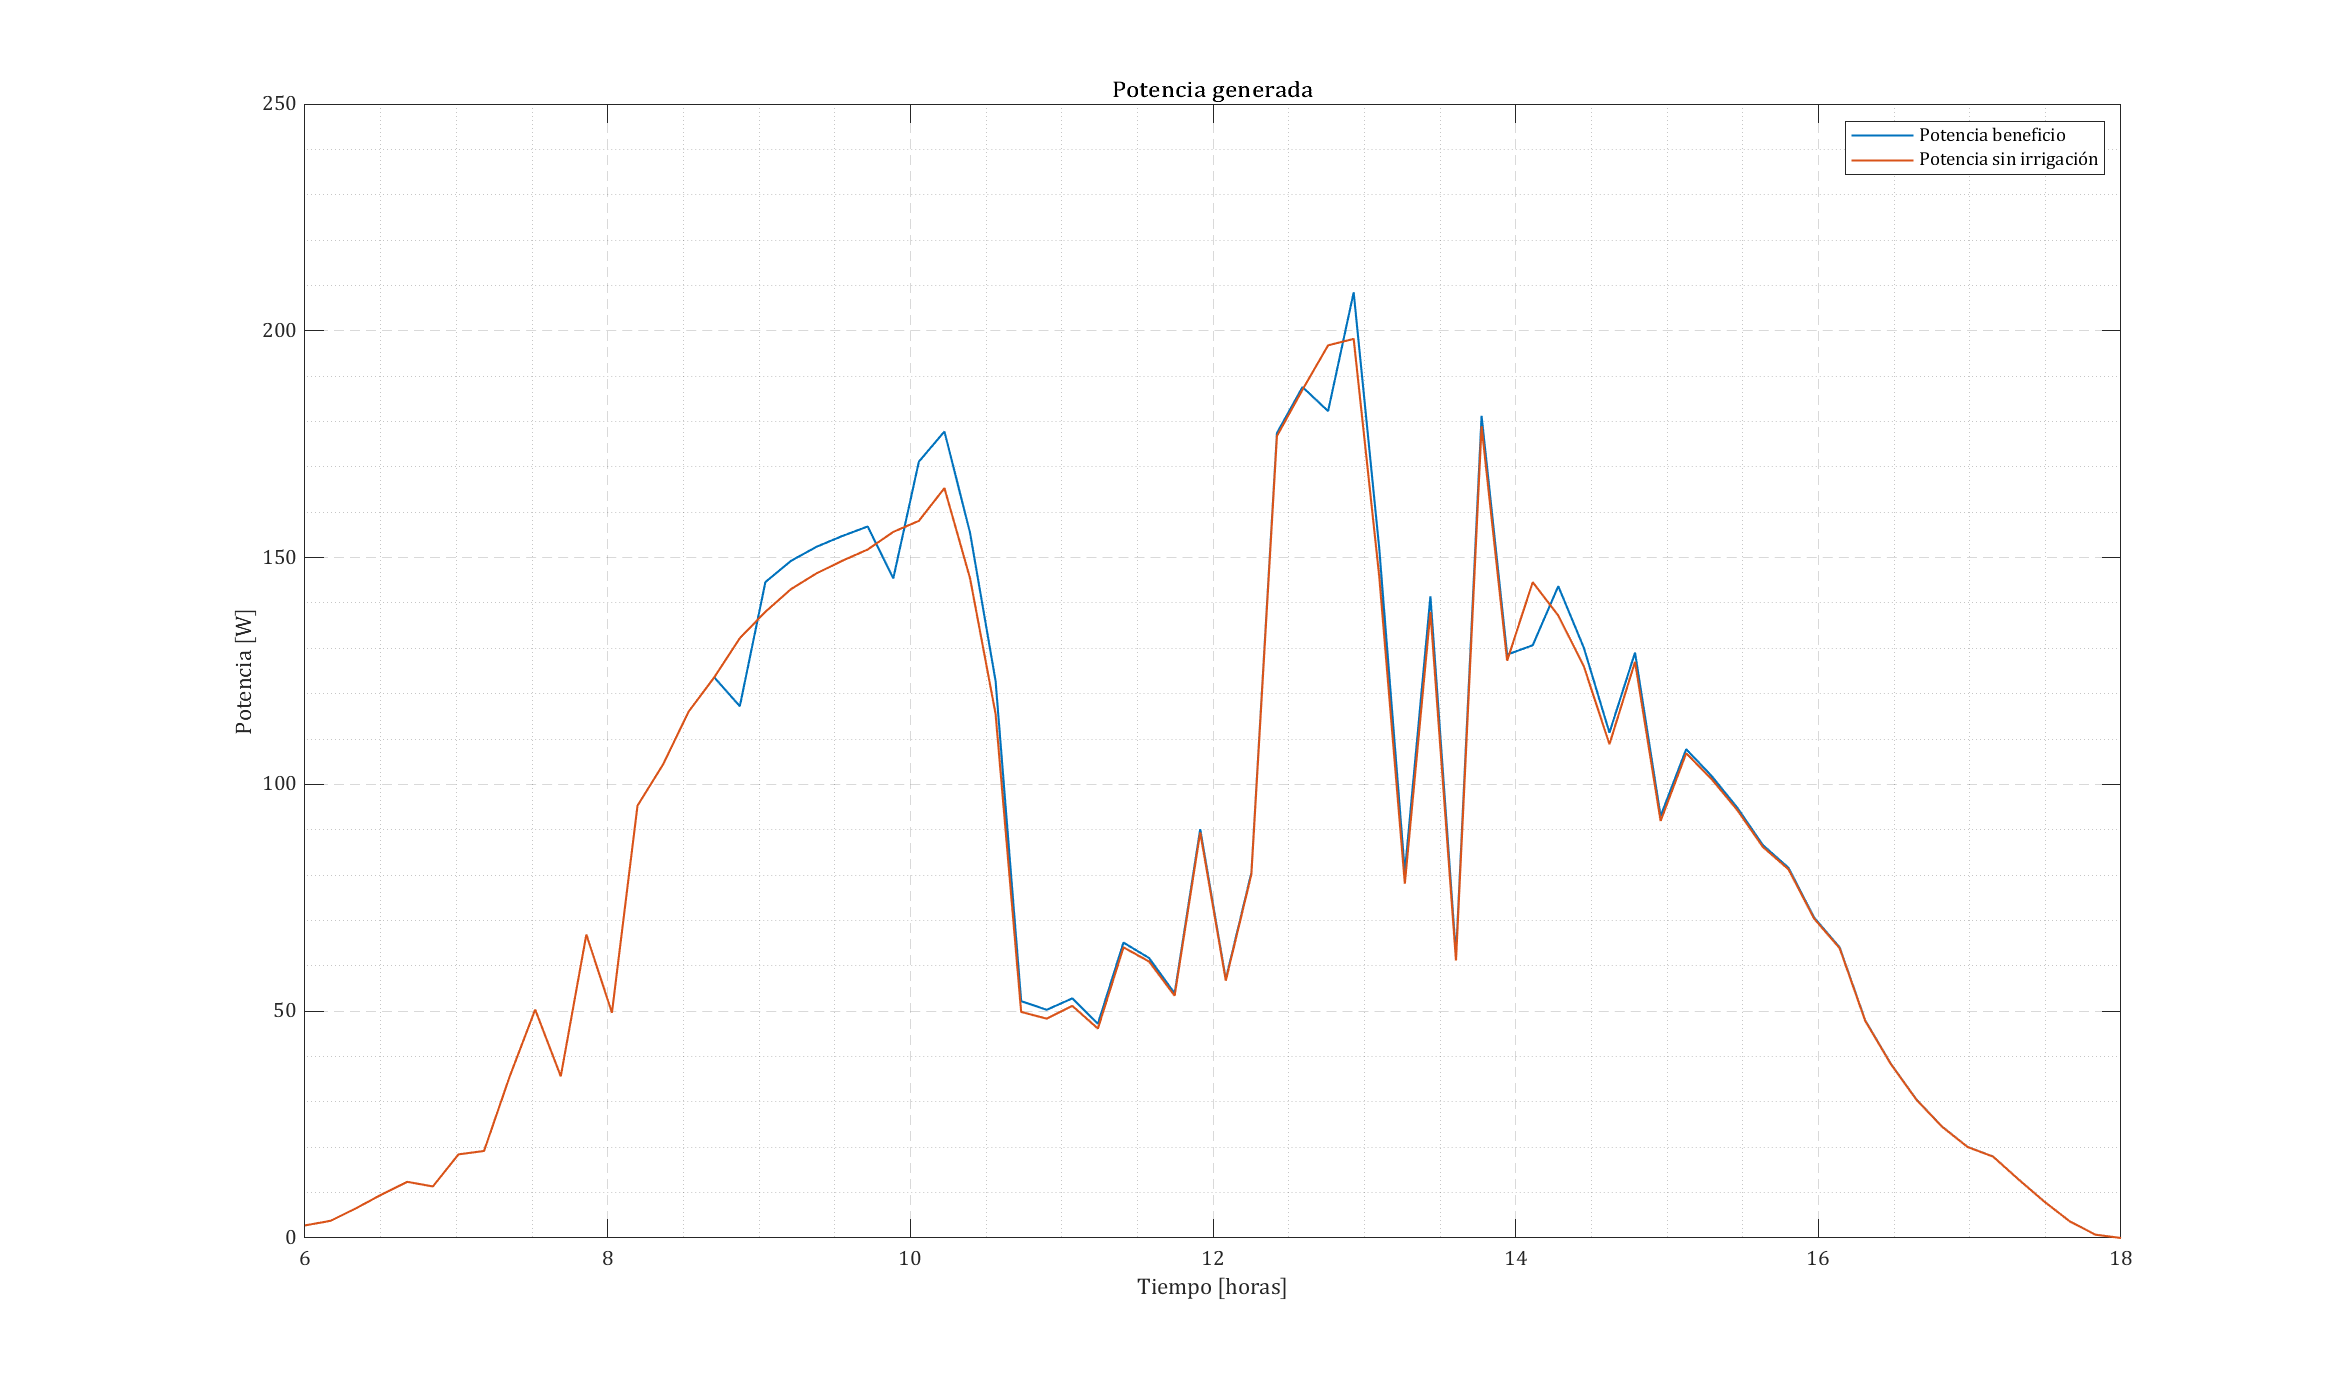 Potencia generada
250
200
150
100
50
0
Potencia [W]
Potencia beneficio
Potencia sin irrigación
6 8 10 12 14 16 18
Tiempo [horas]